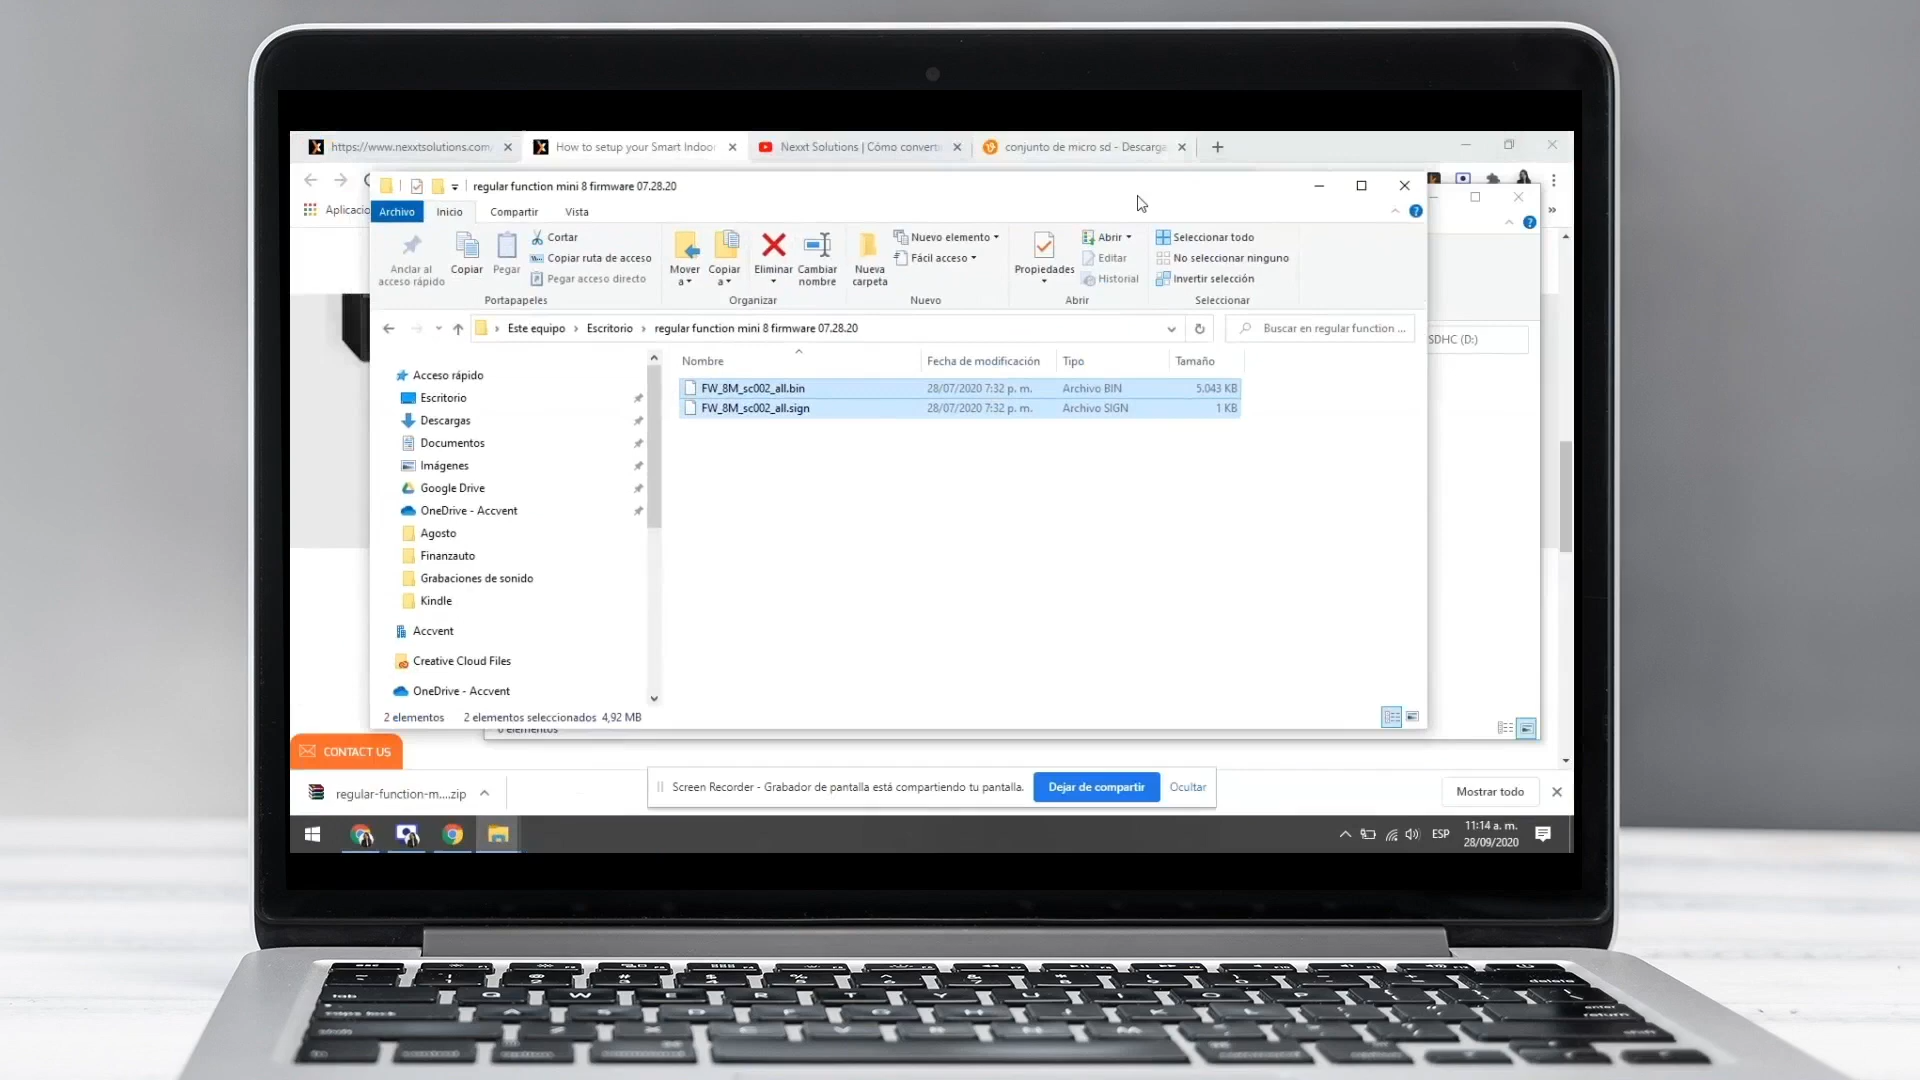 https://www.nexxtsolutions.com/
How to setup your Smart Indoor
Nexxt Solutions | Cómo converti
conjunto de micro sd - Descarga
Aplicacio
regular function mini 8 firmware 07.28.20
Archivo
Inicio
Compartir
Vista
Anclar al
acceso rápido
Copiar
Pegar
Cortar
Copiar ruta de acceso
Pegar acceso directo
Portapapeles
Mover
a
Copiar
a
Eliminar
Cambiar
nombre
Organizar
Nueva
carpeta
Nuevo elemento
Fácil acceso
Nuevo
Propiedades
Abrir
Editar
Historial
Abrir
Seleccionar todo
No seleccionar ninguno
Invertir selección
Seleccionar
Este equipo › Escritorio › regular function mini 8 firmware 07.28.20
Buscar en regular function ...
SDHC (D:)
Nombre Fecha de modificación Tipo Tamaño
FW_8M_sc002_all.bin 28/07/2020 7:32 p. m. Archivo BIN 5.043 KB
FW_8M_sc002_all.sign 28/07/2020 7:32 p. m. Archivo SIGN 1 KB
Acceso rápido
Escritorio
Descargas
Documentos
Imágenes
Google Drive
OneDrive - Accvent
Agosto
Finanzauto
Grabaciones de sonido
Kindle
Accvent
Creative Cloud Files
OneDrive - Accvent
2 elementos 2 elementos seleccionados 4,92 MB
0 elementos
CONTACT US
regular-function-m....zip
Screen Recorder - Grabador de pantalla está compartiendo tu pantalla.
Dejar de compartir
Ocultar
Mostrar todo
ESP
11:14 a. m.
28/09/2020